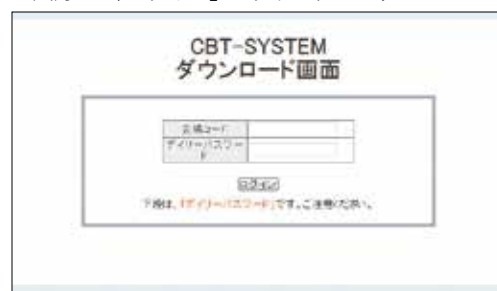 CBT-SYSTEM
ダウンロード画面
会場コード
デイリーパスワー
ド
ログイン
下段は、「デイリーパスワード」です。ご注意ください。